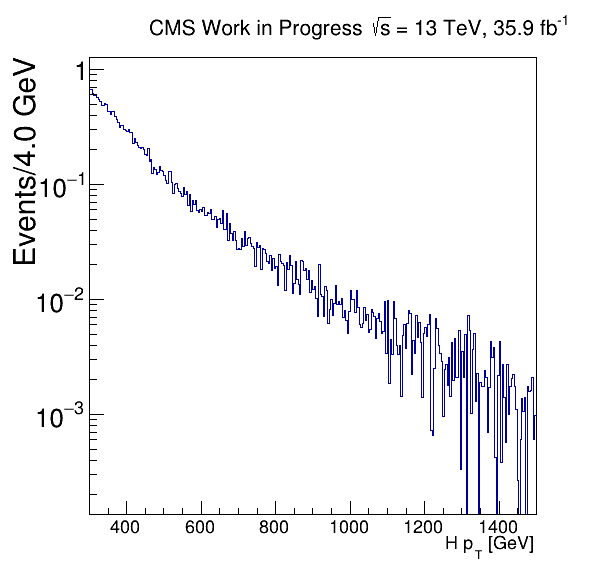 CMS Work in Progress √s = 13 TeV, 35.9 fb⁻¹
Events/4.0 GeV
1
10⁻¹
10⁻²
10⁻³
400 600 800 1000 1200 1400
H p_T [GeV]